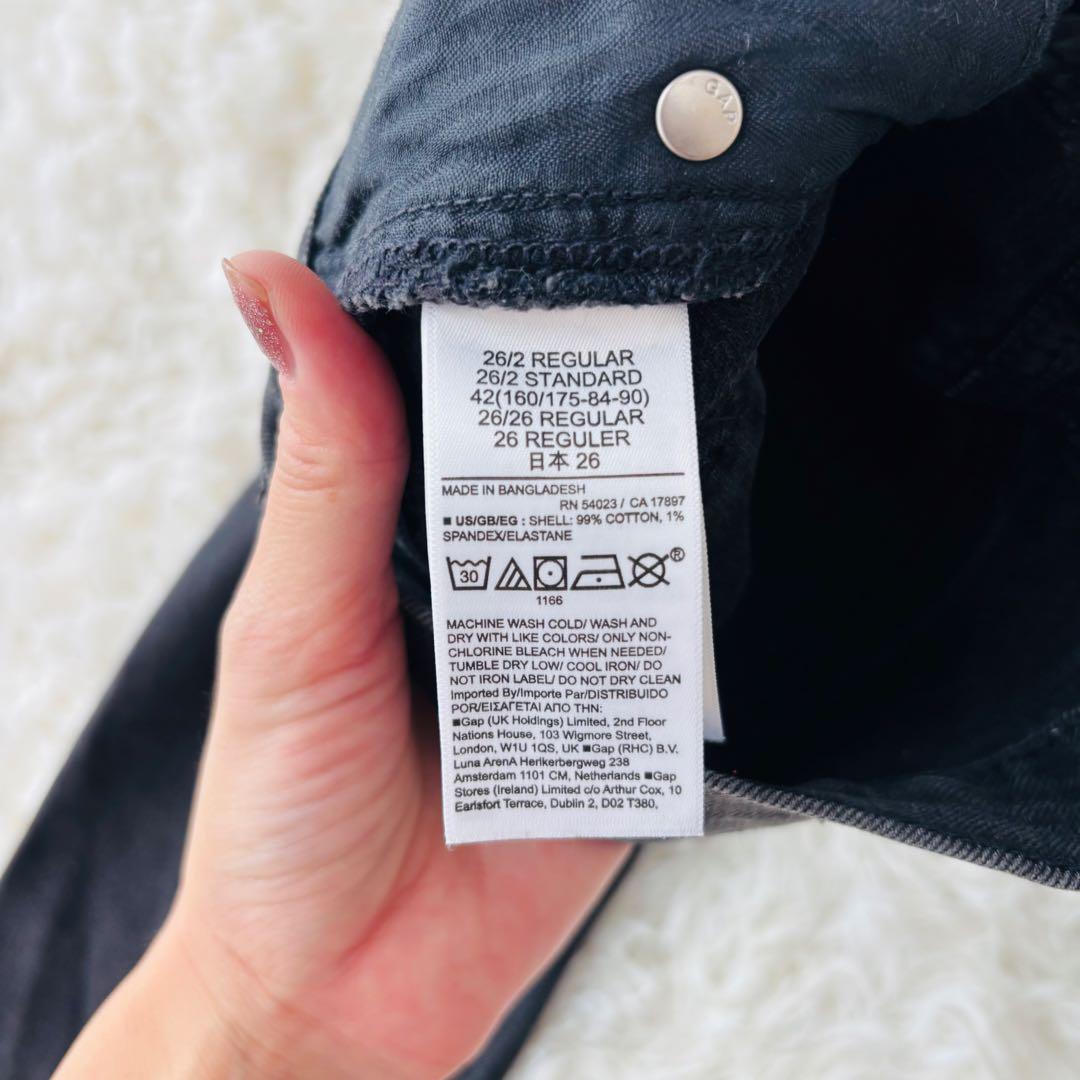 GAP
26/2 REGULAR
26/2 STANDARD
42(160/175-84-90)
26/26 REGULAR
26 REGULER
日本 26
MADE IN BANGLADESH
RN 54023 / CA 17897
■ US/GB/EG : SHELL: 99% COTTON, 1%
SPANDEX/ELASTANE
30
®
1166
MACHINE WASH COLD/ WASH AND
DRY WITH LIKE COLORS/ ONLY NON-
CHLORINE BLEACH WHEN NEEDED/
TUMBLE DRY LOW/ COOL IRON/ DO
NOT IRON LABEL/ DO NOT DRY CLEAN
Imported By/Importe Par/DISTRIBUIDO
POR/ΕΙΣΑΓΕΤΑΙ ΑΠΟ ΤΗΝ:
■Gap (UK Holdings) Limited, 2nd Floor
Nations House, 103 Wigmore Street,
London, W1U 1QS, UK ■Gap (RHC) B.V.
Luna ArenA Herikerbergweg 238
Amsterdam 1101 CM, Netherlands ■Gap
Stores (Ireland) Limited c/o Arthur Cox, 10
Earlsfort Terrace, Dublin 2, D02 T380,